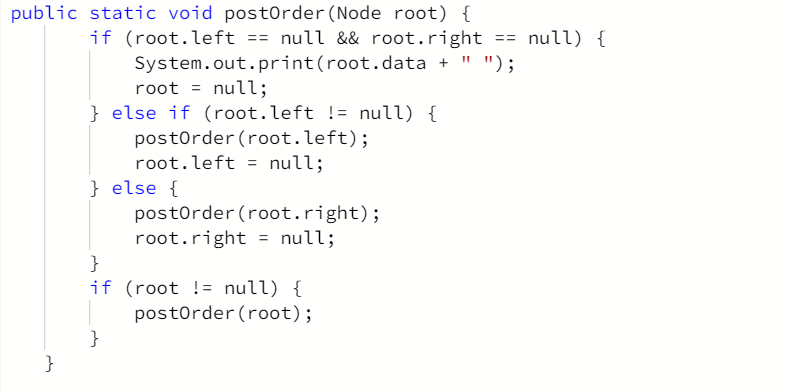 public static void postOrder(Node root) {
if (root.left == null && root.right == null) {
System.out.print(root.data + " ");
root = null;
} else if (root.left != null) {
postOrder(root.left);
root.left = null;
} else {
postOrder(root.right);
root.right = null;
}
if (root != null) {
postOrder(root);
}
}